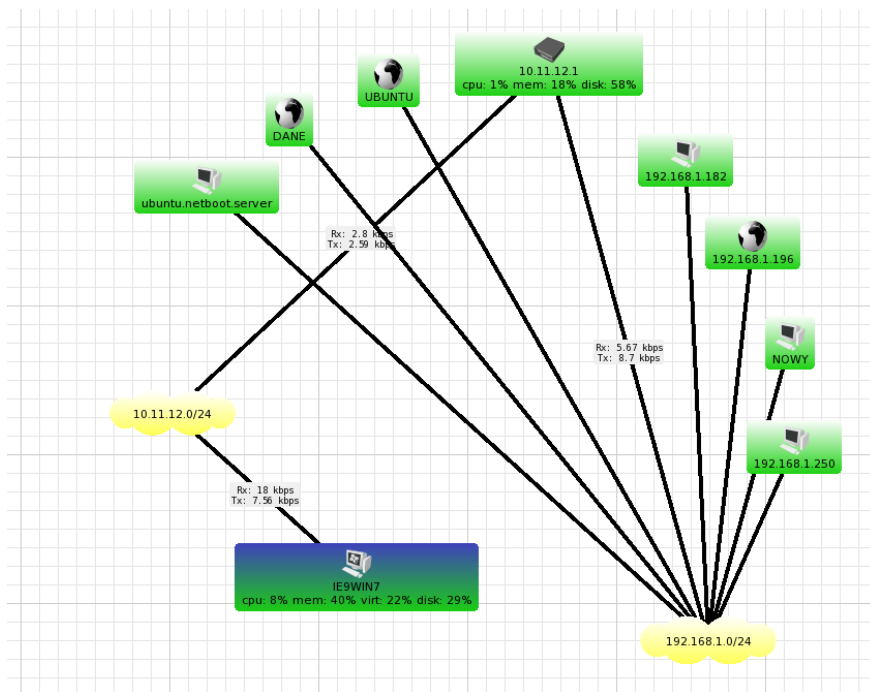 10.11.12.1
cpu: 1% mem: 18% disk: 58%
UBUNTU
DANE
192.168.1.182
ubuntu.netboot.server
Rx: 2.8 kbps
Tx: 2.59 kbps
192.168.1.196
Rx: 5.67 kbps
Tx: 8.7 kbps
NOWY
10.11.12.0/24
192.168.1.250
Rx: 18 kbps
Tx: 7.56 kbps
IE9WIN7
cpu: 8% mem: 40% virt: 22% disk: 29%
192.168.1.0/24